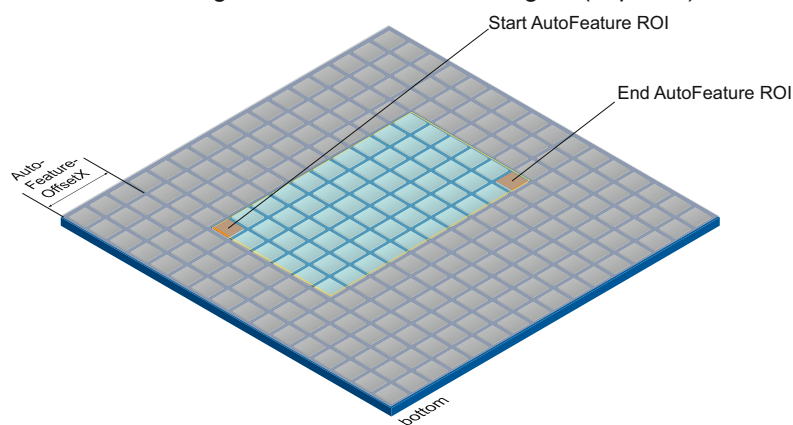 Start AutoFeature ROI
End AutoFeature ROI
Auto-
Feature-
OffsetX
bottom